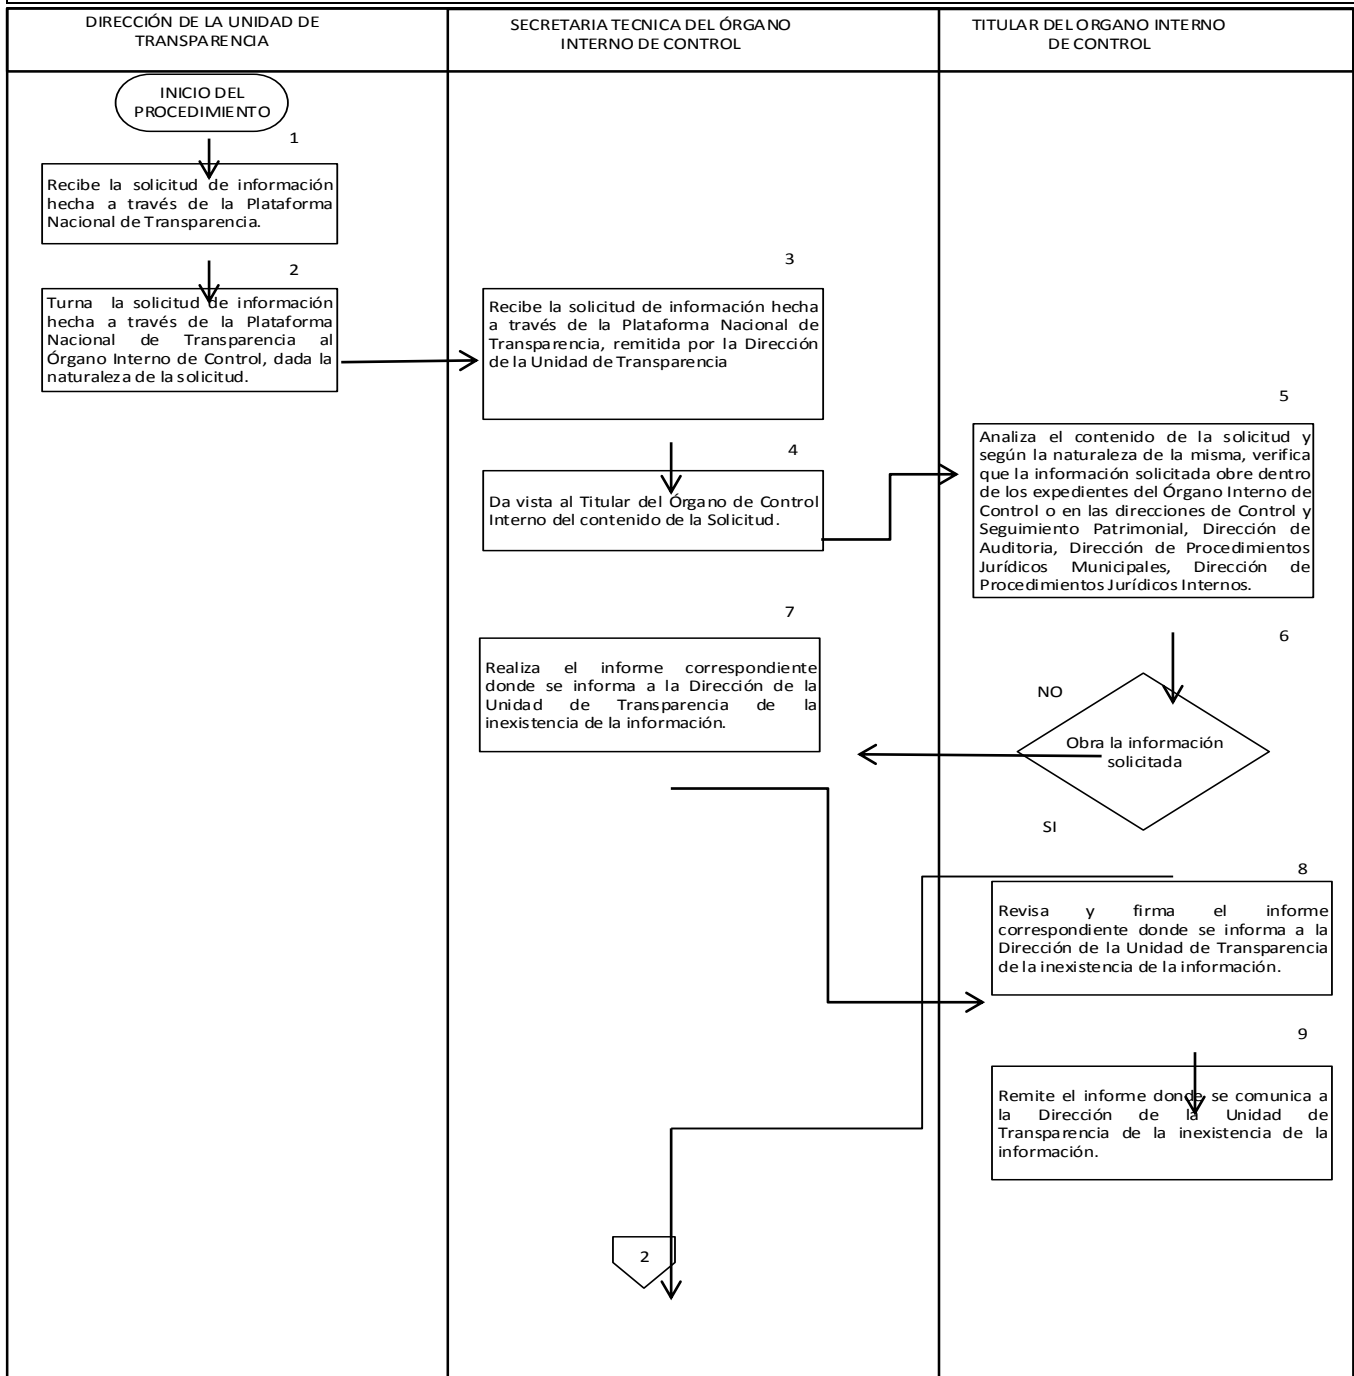 DIRECCIÓN DE LA UNIDAD DE
TRANSPARENCIA
SECRETARIA TECNICA DEL ÓRGANO
INTERNO DE CONTROL
TITULAR DEL ORGANO INTERNO
DE CONTROL
INICIO DEL
PROCEDIMIENTO
1
Recibe la solicitud de información
hecha a través de la Plataforma
Nacional de Transparencia.
2
Turna la solicitud de información
hecha a través de la Plataforma
Nacional de Transparencia al
Órgano Interno de Control, dada la
naturaleza de la solicitud.
3
Recibe la solicitud de información hecha
a través de la Plataforma Nacional de
Transparencia, remitida por la Dirección
de la Unidad de Transparencia
4
Da vista al Titular del Órgano de Control
Interno del contenido de la Solicitud.
5
Analiza el contenido de la solicitud y
según la naturaleza de la misma, verifica
que la información solicitada obre dentro
de los expedientes del Órgano Interno de
Control o en las direcciones de Control y
Seguimiento Patrimonial, Dirección de
Auditoria, Dirección de Procedimientos
Jurídicos Municipales, Dirección de
Procedimientos Jurídicos Internos.
6
NO
Obra la información
solicitada
SI
7
Realiza el informe correspondiente
donde se informa a la Dirección de la
Unidad de Transparencia de la
inexistencia de la información.
8
Revisa y firma el informe
correspondiente donde se informa a la
Dirección de la Unidad de Transparencia
de la inexistencia de la información.
9
Remite el informe donde se comunica a
la Dirección de la Unidad de
Transparencia de la inexistencia de la
información.
2